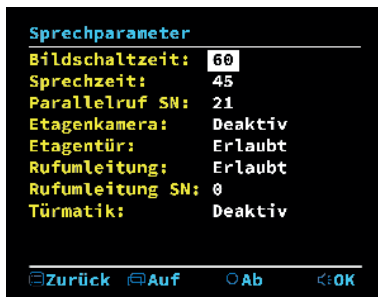 Sprechparameter
Bildschaltzeit: 60
Sprechzeit: 45
Parallelruf SN: 21
Etagenkamera: Deaktiv
Etagentür: Erlaubt
Rufumleitung: Erlaubt
Rufumleitung SN: 0
Türmatik: Deaktiv
Zurück Auf Ab OK